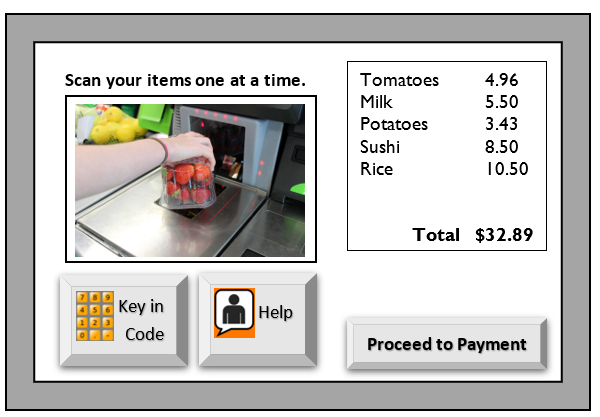 Scan your items one at a time.
Tomatoes 4.96
Milk 5.50
Potatoes 3.43
Sushi 8.50
Rice 10.50
Total $32.89
7 8 9
4 5 6
1 2 3
0 . -
Key in
Code
Help
Proceed to Payment